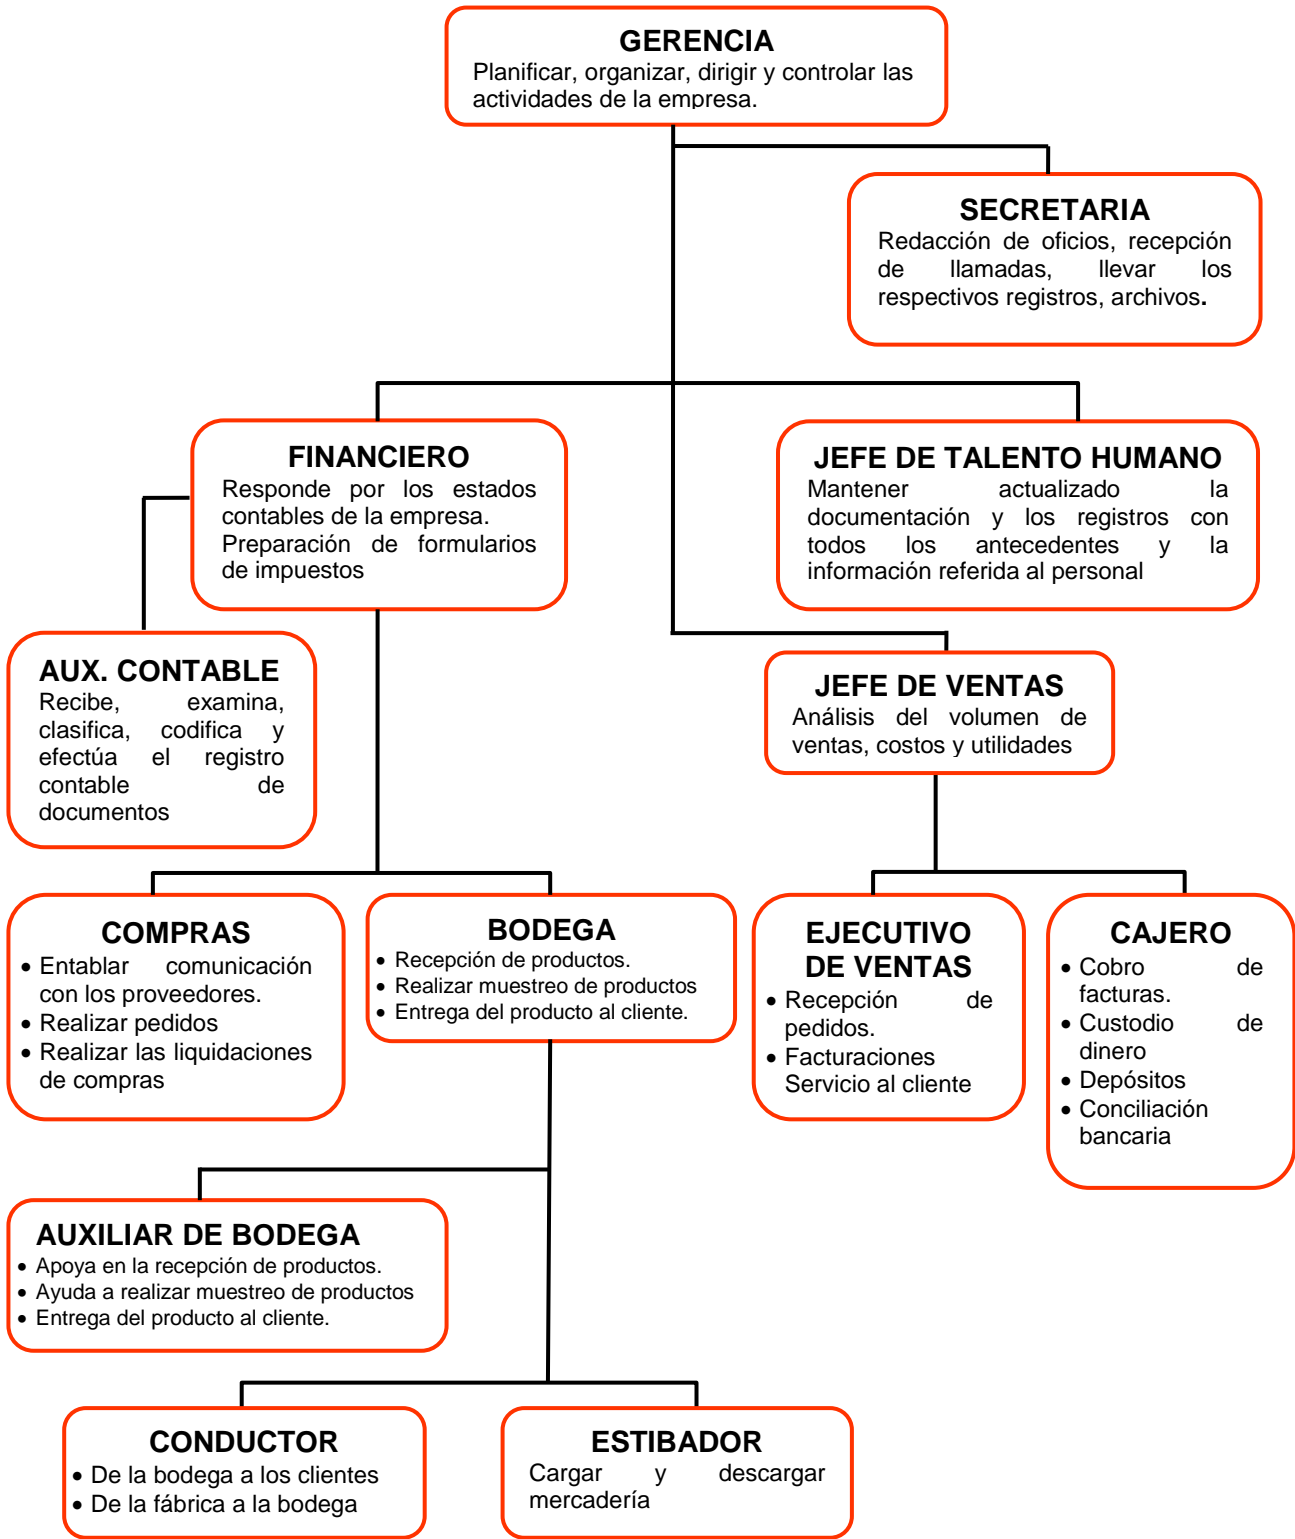 GERENCIA
Planificar, organizar, dirigir y controlar las
actividades de la empresa.
SECRETARIA
Redacción de oficios, recepción
de llamadas, llevar los
respectivos registros, archivos.
FINANCIERO
Responde por los estados
contables de la empresa.
Preparación de formularios
de impuestos
JEFE DE TALENTO HUMANO
Mantener actualizado la
documentación y los registros con
todos los antecedentes y la
información referida al personal
AUX. CONTABLE
Recibe, examina,
clasifica, codifica y
efectúa el registro
contable de
documentos
JEFE DE VENTAS
Análisis del volumen de
ventas, costos y utilidades
COMPRAS
• Entablar comunicación
con los proveedores.
• Realizar pedidos
• Realizar las liquidaciones
de compras
BODEGA
• Recepción de productos.
• Realizar muestreo de productos
• Entrega del producto al cliente.
EJECUTIVO
DE VENTAS
• Recepción de
pedidos.
• Facturaciones
Servicio al cliente
CAJERO
• Cobro de
facturas.
• Custodio de
dinero
• Depósitos
• Conciliación
bancaria
AUXILIAR DE BODEGA
• Apoya en la recepción de productos.
• Ayuda a realizar muestreo de productos
• Entrega del producto al cliente.
CONDUCTOR
• De la bodega a los clientes
• De la fábrica a la bodega
ESTIBADOR
Cargar y descargar
mercadería